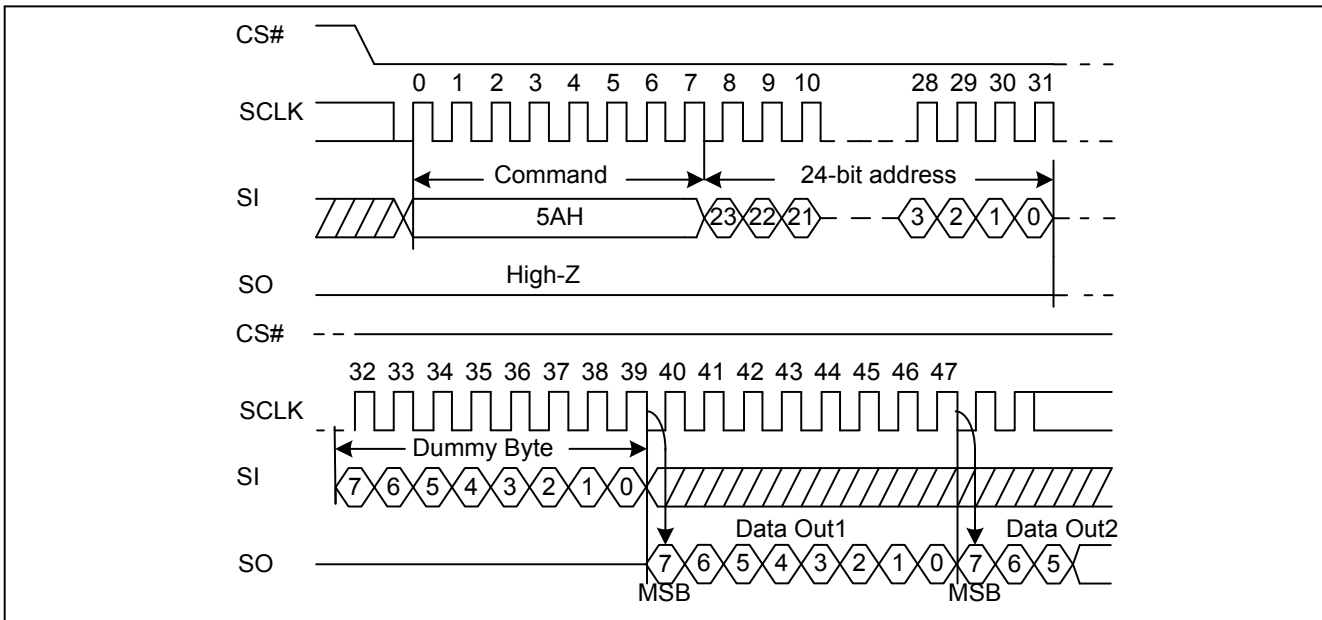 CS#
0 1 2 3 4 5 6 7 8 9 10 28 29 30 31
SCLK
Command 24-bit address
SI
5AH 23 22 21 3 2 1 0
High-Z
SO
CS#
32 33 34 35 36 37 38 39 40 41 42 43 44 45 46 47
SCLK
Dummy Byte
SI
7 6 5 4 3 2 1 0
Data Out1 Data Out2
SO
7 6 5 4 3 2 1 0 7 6 5
MSB MSB